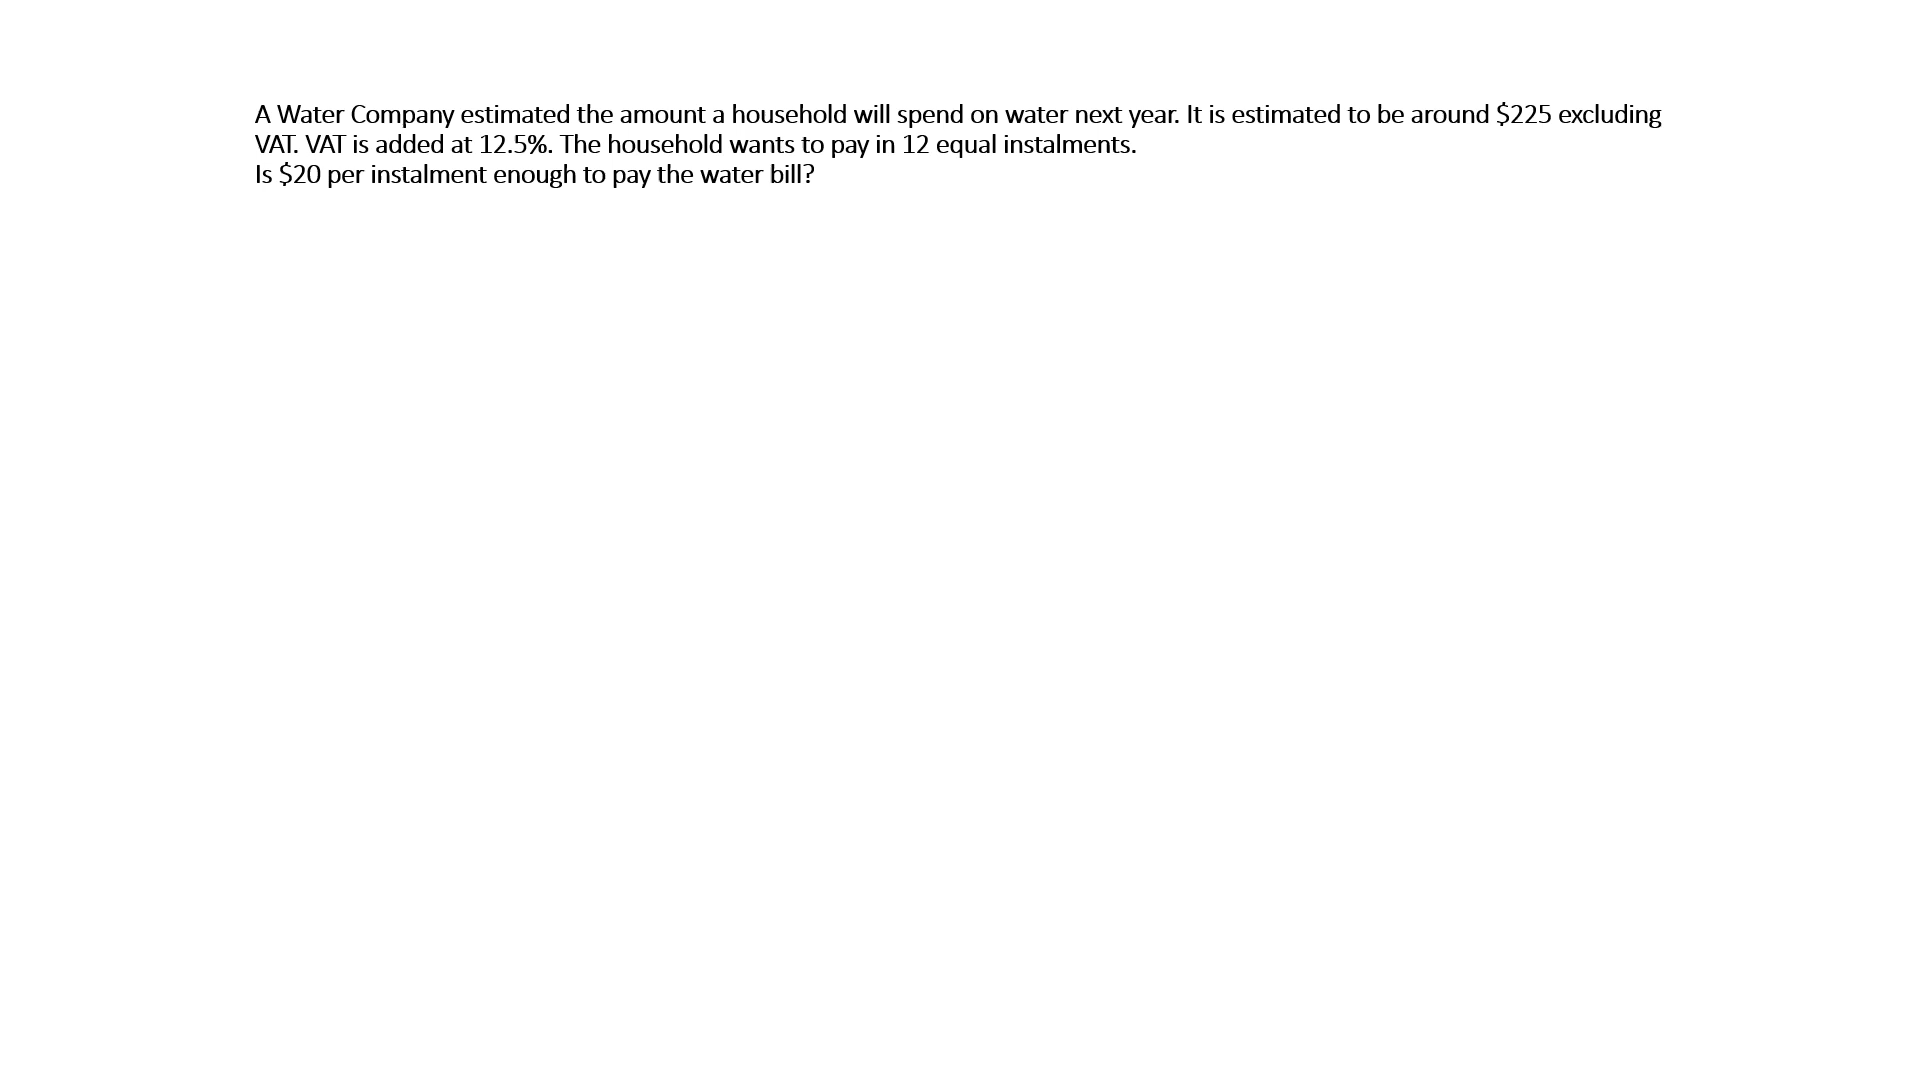 A Water Company estimated the amount a household will spend on water next year. It is estimated to be around $225 excluding
VAT. VAT is added at 12.5%. The household wants to pay in 12 equal instalments.
Is $20 per instalment enough to pay the water bill?